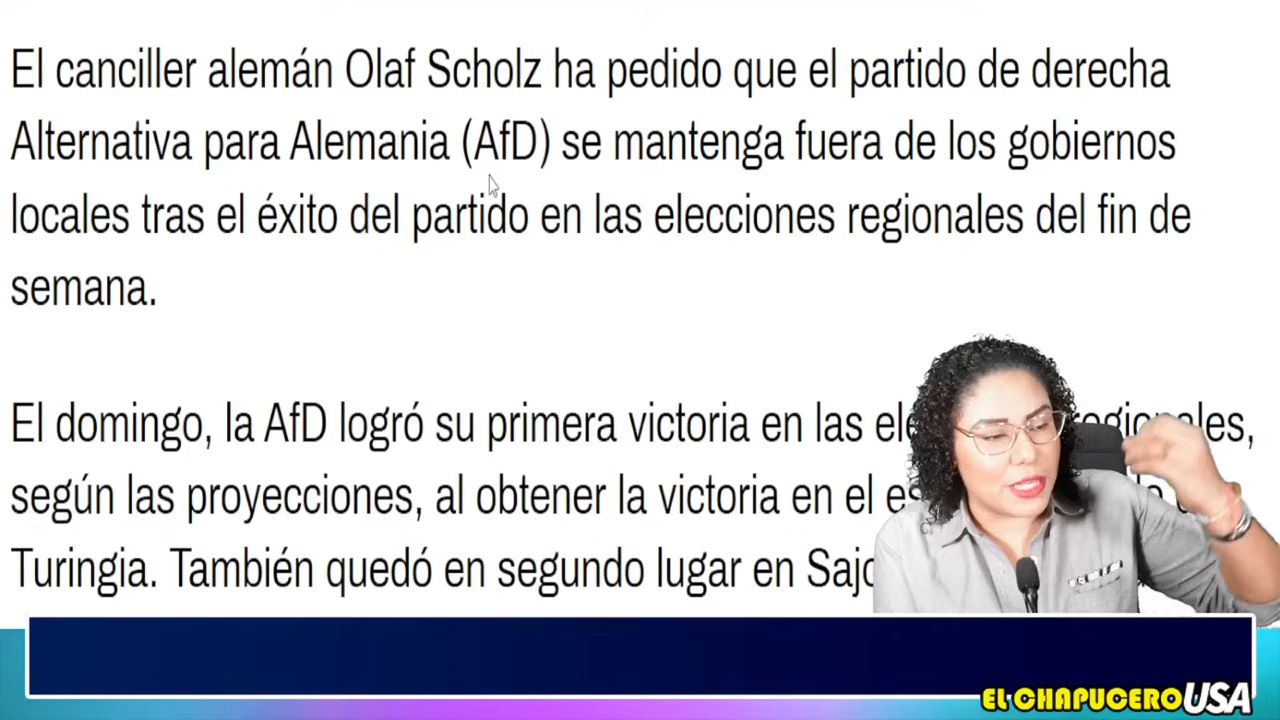 El canciller alemán Olaf Scholz ha pedido que el partido de derecha
Alternativa para Alemania (AfD) se mantenga fuera de los gobiernos
locales tras el éxito del partido en las elecciones regionales del fin de
semana.
El domingo, la AfD logró su primera victoria en las
según las proyecciones, al obtener la victoria en el
Turingia. También quedó en segundo lugar en
EL CHAPUCERO USA